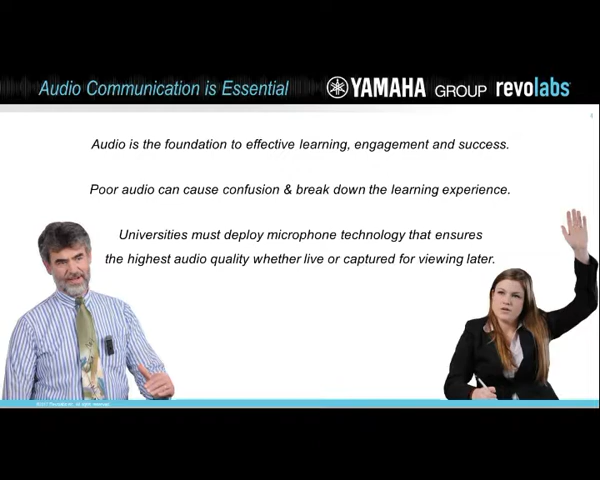 Audio Communication is Essential
YAMAHA GROUP revolabs
Audio is the foundation to effective learning, engagement and success.
Poor audio can cause confusion & break down the learning experience.
Universities must deploy microphone technology that ensures
the highest audio quality whether live or captured for viewing later.